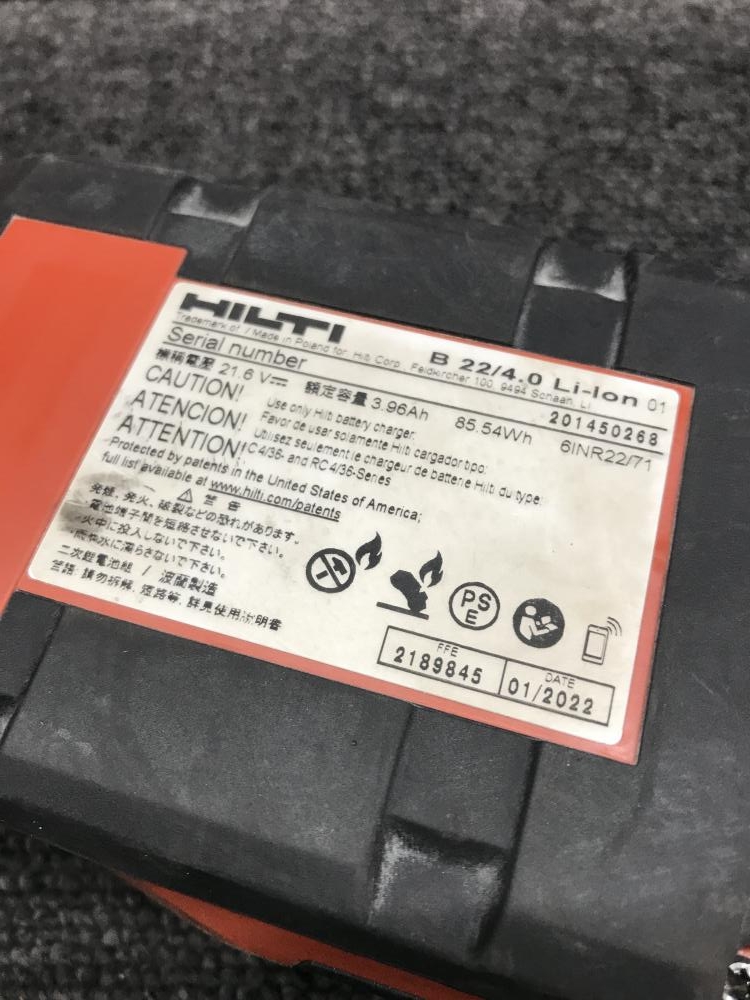 HILTI B 22/4.0 Li-Ion 01
Trademark of / Made in Poland for: Hilti Corp. Feldkircher 100, 9494 Schaan, LI
Serial number 201450268
標稱電壓 21.6 V 額定容量 3.96Ah 85.54Wh 6INR22/71
CAUTION! Use only Hilti battery charger:
ATENCION! Favor de usar solamente Hilti cargador tipo:
ATTENTION! Utilisez seulement le chargeur de batterie Hilti du type:
C 4/36- and RC 4/36-Series
Protected by patents in the United States of America;
full list available at www.hilti.com/patents
警告
発煙、発火、破裂などの恐れがあります。
電池端子間を短絡させないで下さい。
火中に投入しないで下さい。
雨や水に濡らさないで下さい。
二次鋰電池組 / 波蘭製造
警語: 請勿拆解, 短路等, 詳見使用說明書
PSE
FFE DATE
2189845 01/2022